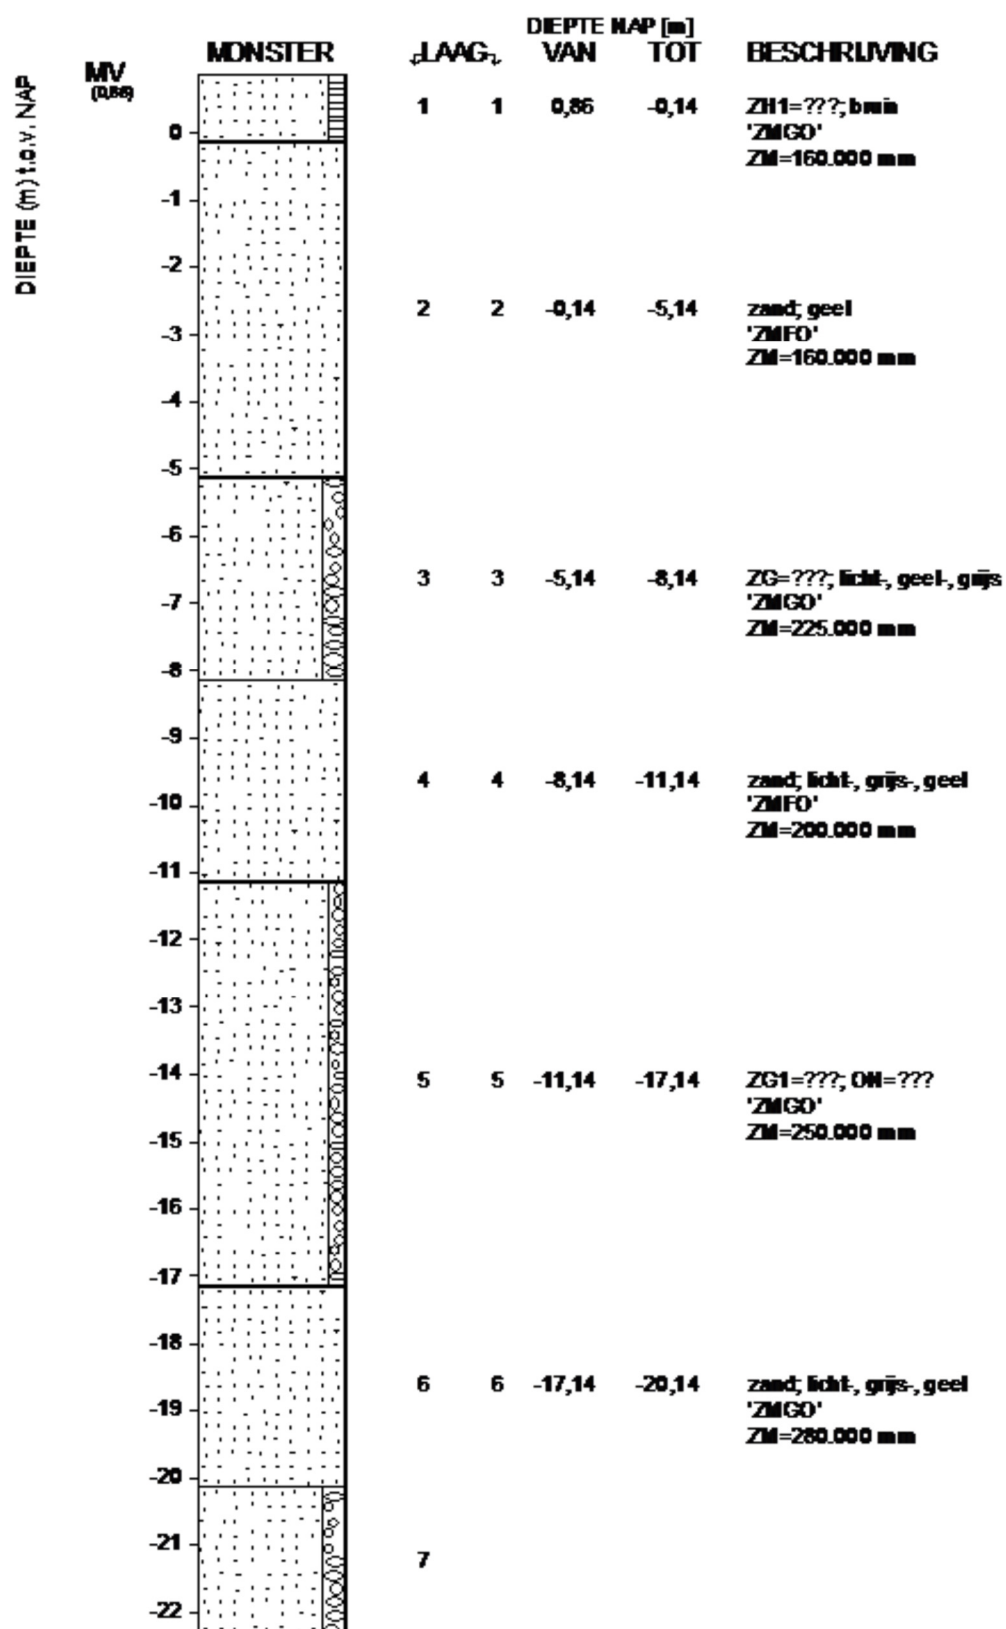 DIEPTE NAP [m]
MONSTER LAAG VAN TOT BESCHRIJVING
MV
(0,86)
DIEPTE (m) t.o.v. NAP
1 1 0,86 -0,14 ZH1=???; bruin
'ZMGO'
ZM=160.000 mm
0
-1
-2
2 2 -0,14 -5,14 zand; geel
'ZMFO'
ZM=160.000 mm
-3
-4
-5
-6
3 3 -5,14 -8,14 ZG=???; licht-, geel-, grijs
'ZMGO'
ZM=225.000 mm
-7
-8
-9
4 4 -8,14 -11,14 zand; licht-, grijs-, geel
'ZMFO'
ZM=200.000 mm
-10
-11
-12
-13
-14
5 5 -11,14 -17,14 ZG1=???; ON=???
'ZMGO'
ZM=250.000 mm
-15
-16
-17
-18
6 6 -17,14 -20,14 zand; licht-, grijs-, geel
'ZMGO'
ZM=280.000 mm
-19
-20
-21
7
-22